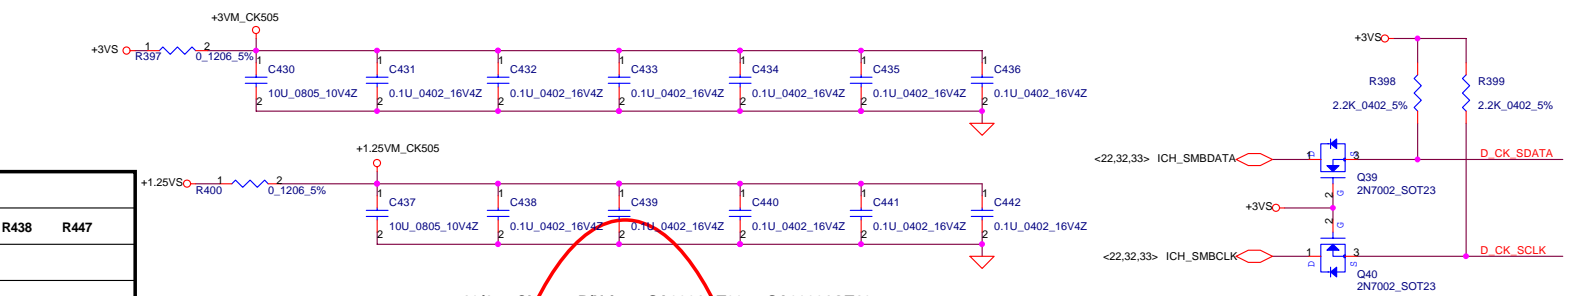 +3VM_CK505
+3VS 1 2
R397 0_1206_5%
1 1 1 1 1 1 1
C430 C431 C432 C433 C434 C435 C436
10U_0805_10V4Z 0.1U_0402_16V4Z 0.1U_0402_16V4Z 0.1U_0402_16V4Z 0.1U_0402_16V4Z 0.1U_0402_16V4Z 0.1U_0402_16V4Z
2 2 2 2 2 2 2
+1.25VM_CK505
+1.25VS 1 2
R400 0_1206_5%
1 1 1 1 1 1
C437 C438 C439 C440 C441 C442
10U_0805_10V4Z 0.1U_0402_16V4Z 0.1U_0402_16V4Z 0.1U_0402_16V4Z 0.1U_0402_16V4Z 0.1U_0402_16V4Z
2 2 2 2 2 2
R438 R447
+3VS
R398 R399
2.2K_0402_5% 2.2K_0402_5%
<22,32,33> ICH_SMBDATA 1 D S 3 D_CK_SDATA
Q39
2N7002_SOT23
2 G
+3VS
2 G
<22,32,33> ICH_SMBCLK 1 D S 3 D_CK_SCLK
Q40
2N7002_SOT23